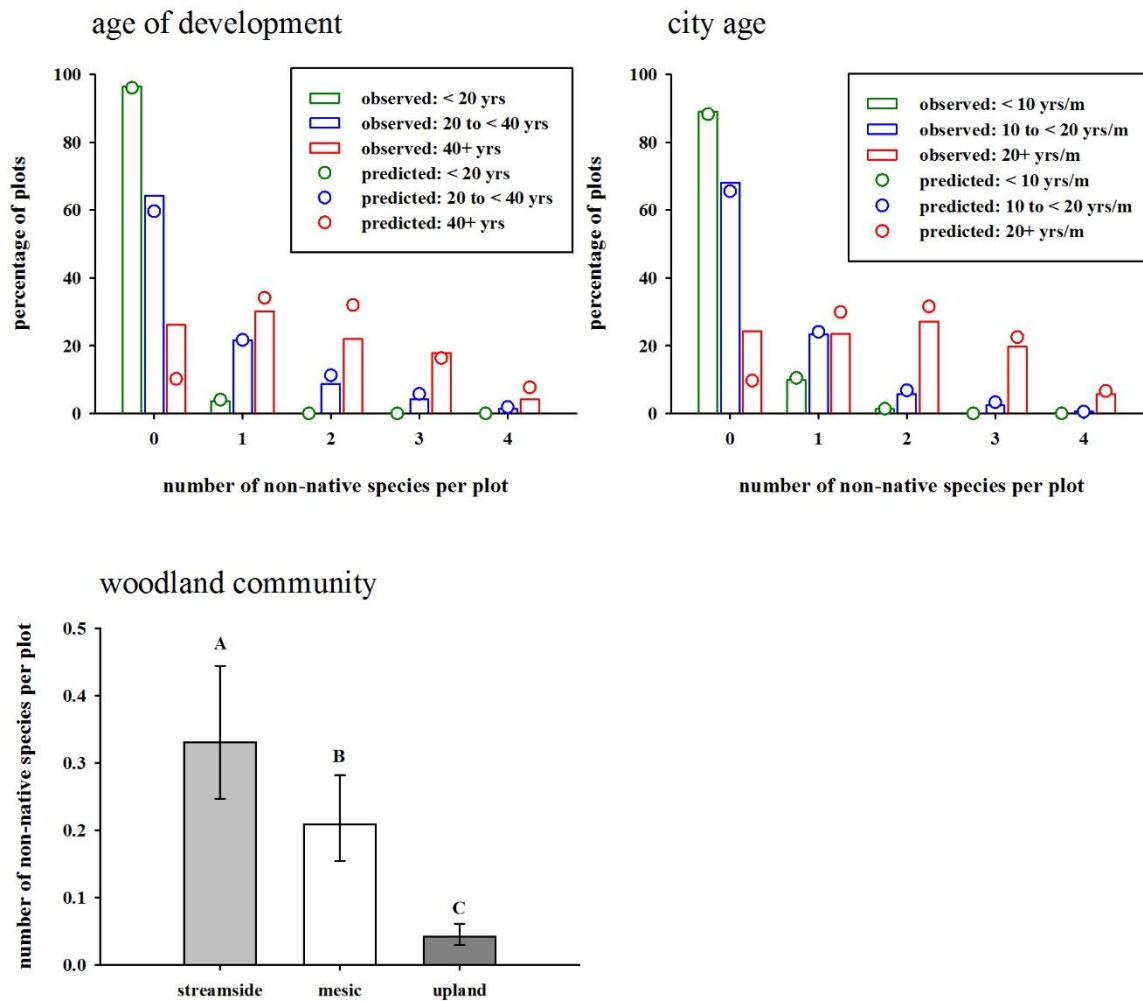 age of development
percentage of plots
100
80
60
40
20
0
observed: < 20 yrs
observed: 20 to < 40 yrs
observed: 40+ yrs
predicted: < 20 yrs
predicted: 20 to < 40 yrs
predicted: 40+ yrs
0 1 2 3 4
number of non-native species per plot
city age
percentage of plots
100
80
60
40
20
0
observed: < 10 yrs/m
observed: 10 to < 20 yrs/m
observed: 20+ yrs/m
predicted: < 10 yrs/m
predicted: 10 to < 20 yrs/m
predicted: 20+ yrs/m
0 1 2 3 4
number of non-native species per plot
woodland community
number of non-native species per plot
0.5
0.4
0.3
0.2
0.1
0.0
A
B
C
streamside mesic upland